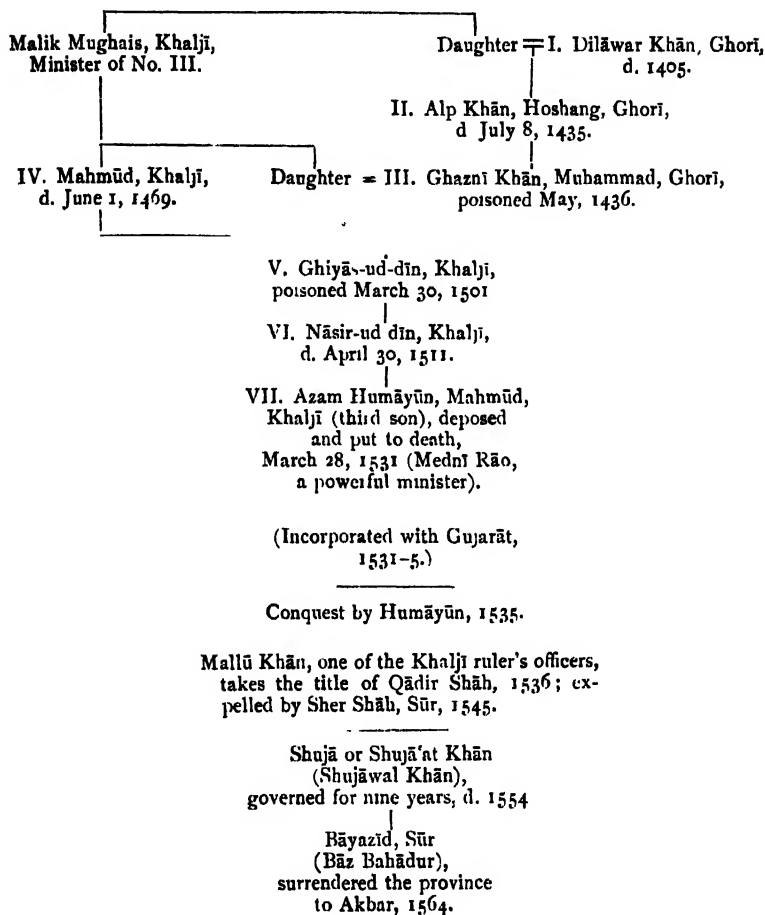 Malik Mughais, Khaljī,
Minister of No. III.
Daughter = I. Dilāwar Khān, Ghorī,
d. 1405.
II. Alp Khān, Hoshang, Ghorī,
d July 8, 1435.
IV. Mahmūd, Khaljī,
d. June 1, 1469.
Daughter = III. Ghaznī Khān, Muhammad, Ghorī,
poisoned May, 1436.
V. Ghiyās-ud-dīn, Khaljī,
poisoned March 30, 1501
VI. Nāsir-ud dīn, Khaljī,
d. April 30, 1511.
VII. Azam Humāyūn, Mahmūd,
Khaljī (third son), deposed
and put to death,
March 28, 1531 (Mednī Rāo,
a powerful minister).
(Incorporated with Gujarāt,
1531-5.)
Conquest by Humāyūn, 1535.
Mallū Khān, one of the Khaljī ruler's officers,
takes the title of Qādir Shāh, 1536; ex-
pelled by Sher Shāh, Sūr, 1545.
Shujā or Shujā'at Khān
(Shujāwal Khān),
governed for nine years, d. 1554
Bāyazīd, Sūr
(Bāz Bahādur),
surrendered the province
to Akbar, 1564.